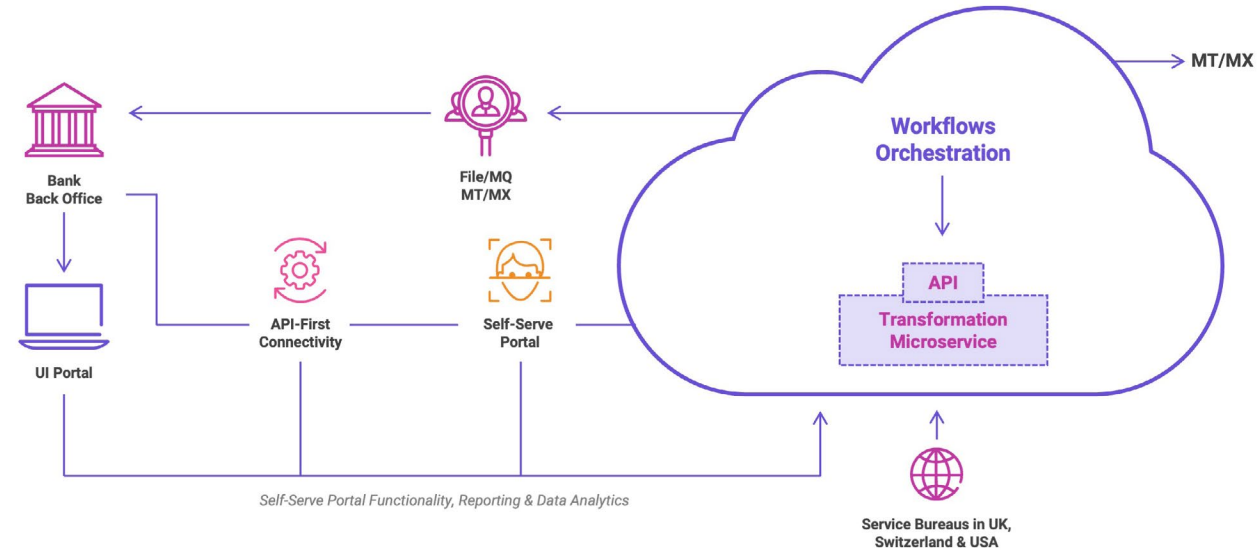 MT/MX
Workflows
Orchestration
File/MQ
MT/MX
Bank
Back Office
API
Transformation
Microservice
API-First
Connectivity
Self-Serve
Portal
UI Portal
Self-Serve Portal Functionality, Reporting & Data Analytics
Service Bureaus in UK,
Switzerland & USA